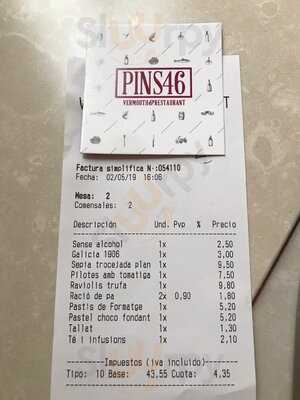 PINS46
VERMOUTH&PRESTAURANT
Factura simplifica N·:054110
Fecha: 02/05/19 16:06
Mesa: 2
Comensales: 2
Descripción Und. Pvp % Precio
Sense alcohol 1x 2,50
Galicia 1906 1x 3,00
Sepia trocejada plan 1x 9,50
Pilotes amb tomatiga 1x 7,50
Raviolis trufa 1x 9,80
Ració de pa 2x 0,90 1,80
Pastis de Formatge 1x 5,20
Pastel choco fondant 1x 5,20
Tallat 1x 1,30
Té i infusions 1x 2,10
Impuestos (iva incluido)
Tipo: 10 Base: 43,55 Cuota: 4,35